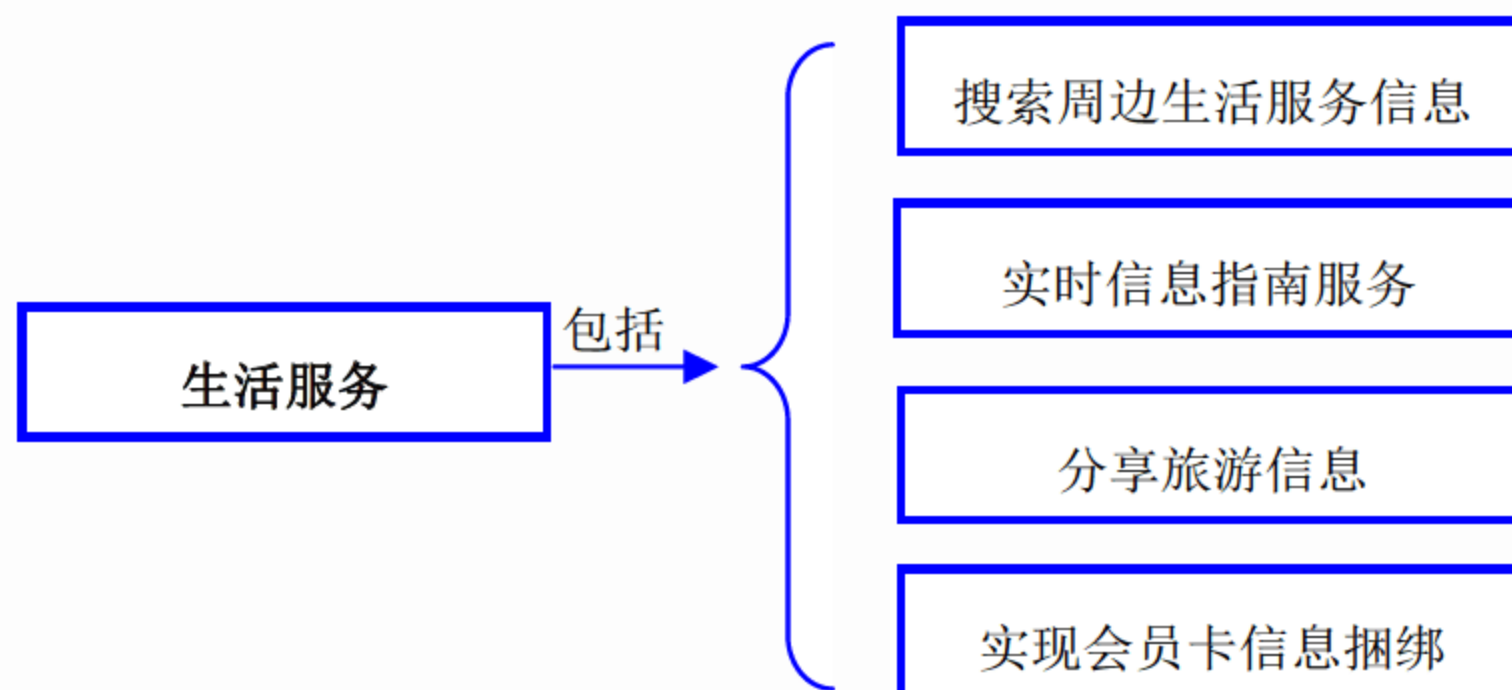 搜索周边生活服务信息
实时信息指南服务
包括
生活服务
分享旅游信息
实现会员卡信息捆绑